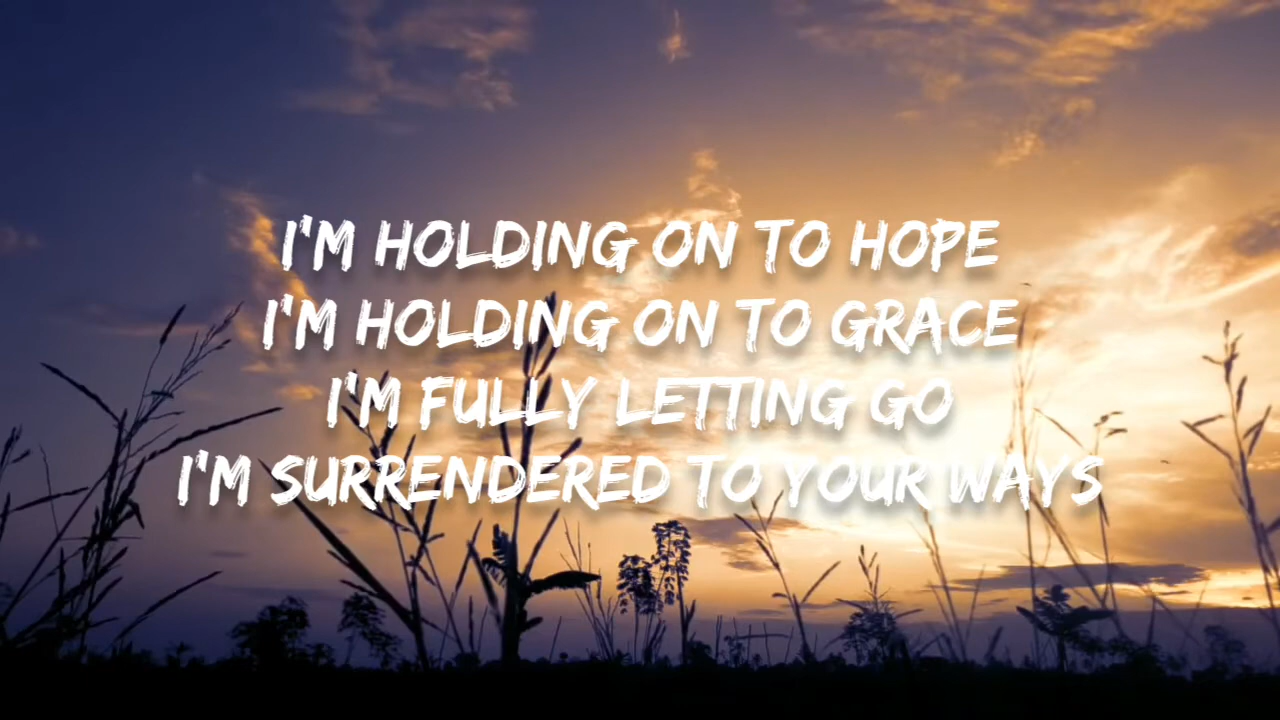 I'M HOLDING ON TO HOPE
I'M HOLDING ON TO GRACE
I'M FULLY LETTING GO
I'M SURRENDERED TO YOUR WAYS